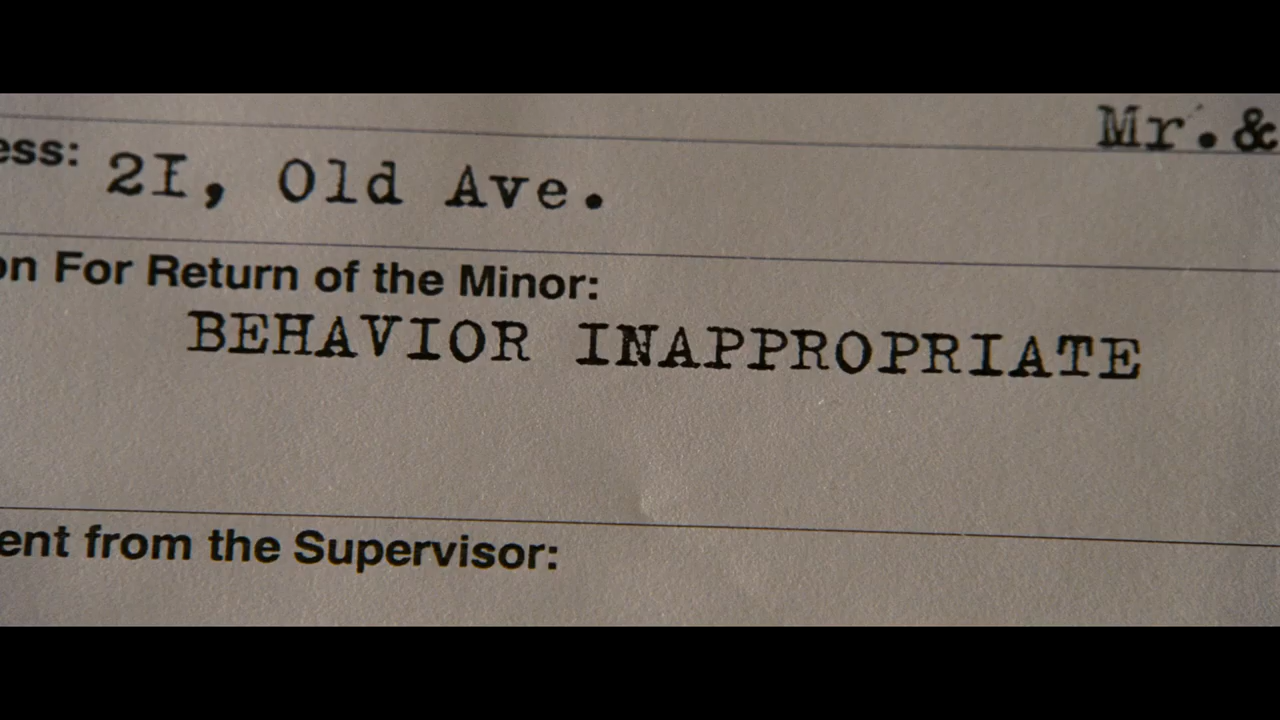 Mr.&
ess: 2I, Old Ave.
on For Return of the Minor:
BEHAVIOR INAPPROPRIATE
ent from the Supervisor: